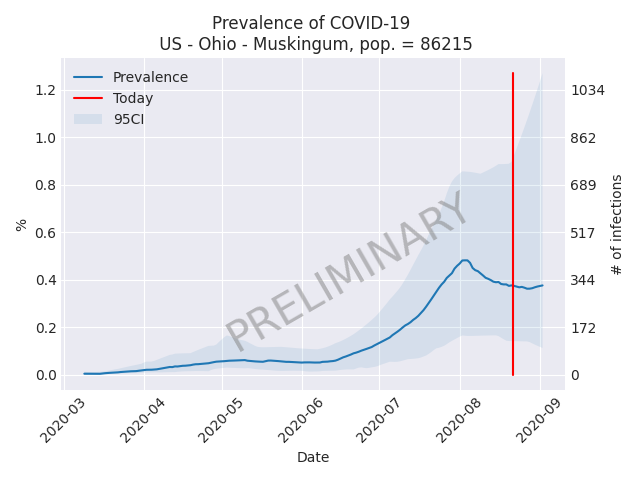 Prevalence of COVID-19
US - Ohio - Muskingum, pop. = 86215
Prevalence
Today
95CI
PRELIMINARY
%
1.2
1.0
0.8
0.6
0.4
0.2
0.0
1034
862
689
517
344
172
0
# of infections
2020-03
2020-04
2020-05
2020-06
2020-07
2020-08
2020-09
Date